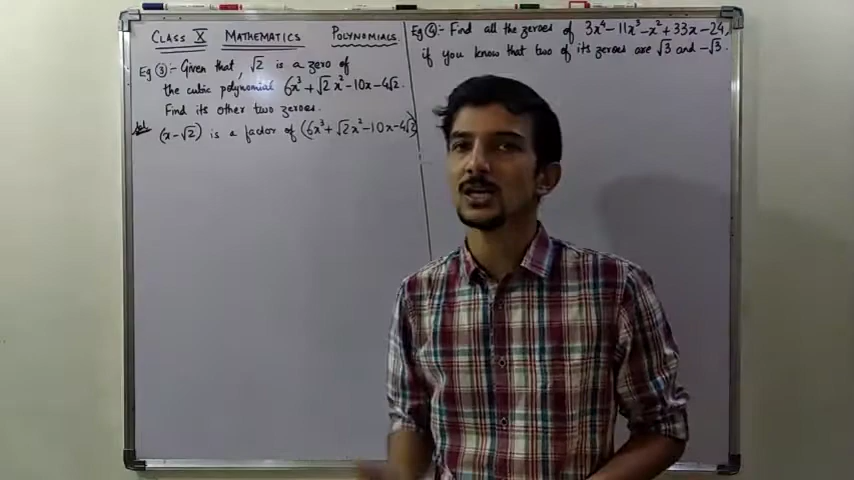 CLASS X MATHEMATICS POLYNOMIALS
Eg ③:- Given that, √2 is a zero of
the cubic polynomial 6x³ + √2 x² - 10x - 4√2.
Find its other two zeroes.
Sol (x - √2) is a factor of (6x³ + √2 x² - 10x - 4√2)
Eg ④:- Find all the zeroes of 3x⁴ - 11x³ - x² + 33x - 24,
if you know that two of its zeroes are √3 and -√3.